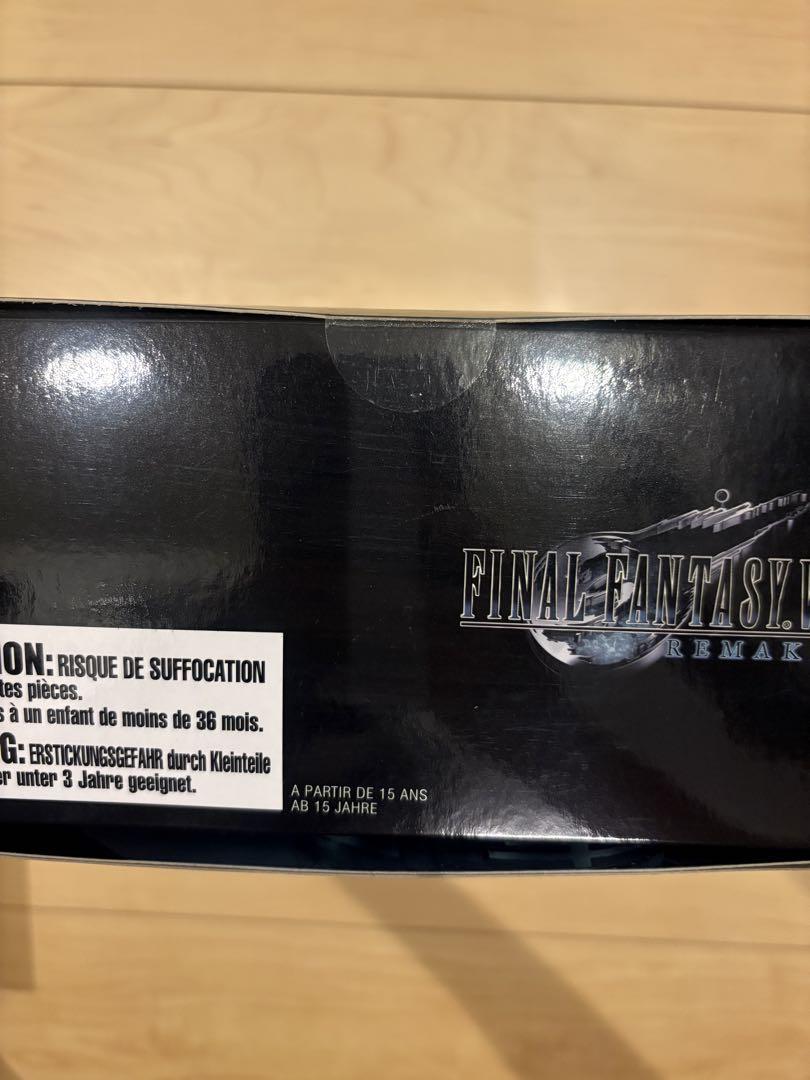 FINAL FANTASY
REMAK
ION: RISQUE DE SUFFOCATION
tes pièces.
s à un enfant de moins de 36 mois.
G: ERSTICKUNGSGEFAHR durch Kleinteile
er unter 3 Jahre geeignet.
A PARTIR DE 15 ANS
AB 15 JAHRE